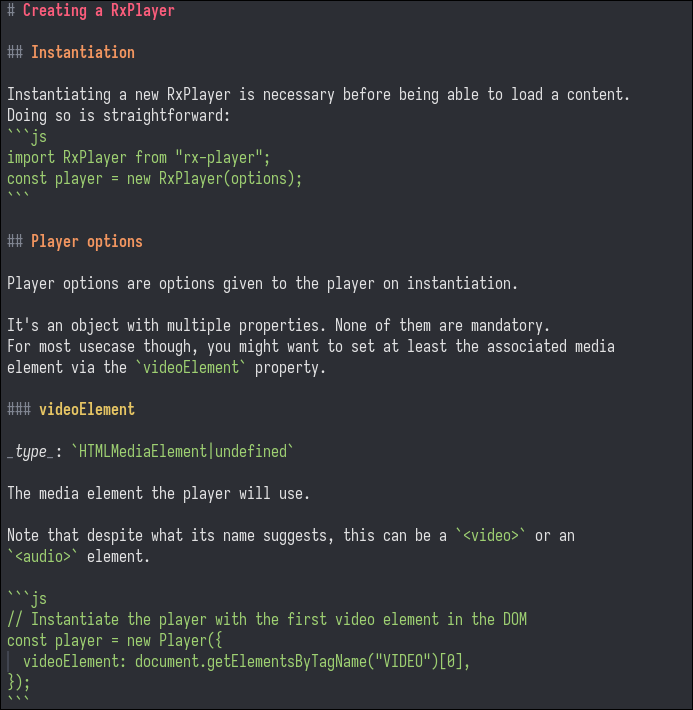 # Creating a RxPlayer
## Instantiation
Instantiating a new RxPlayer is necessary before being able to load a content.
Doing so is straightforward:
```js
import RxPlayer from "rx-player";
const player = new RxPlayer(options);
```
## Player options
Player options are options given to the player on instantiation.
It's an object with multiple properties. None of them are mandatory.
For most usecase though, you might want to set at least the associated media
element via the `videoElement` property.
### videoElement
_type_: `HTMLMediaElement|undefined`
The media element the player will use.
Note that despite what its name suggests, this can be a `<video>` or an
`<audio>` element.
```js
// Instantiate the player with the first video element in the DOM
const player = new Player({
  videoElement: document.getElementsByTagName("VIDEO")[0],
});
```